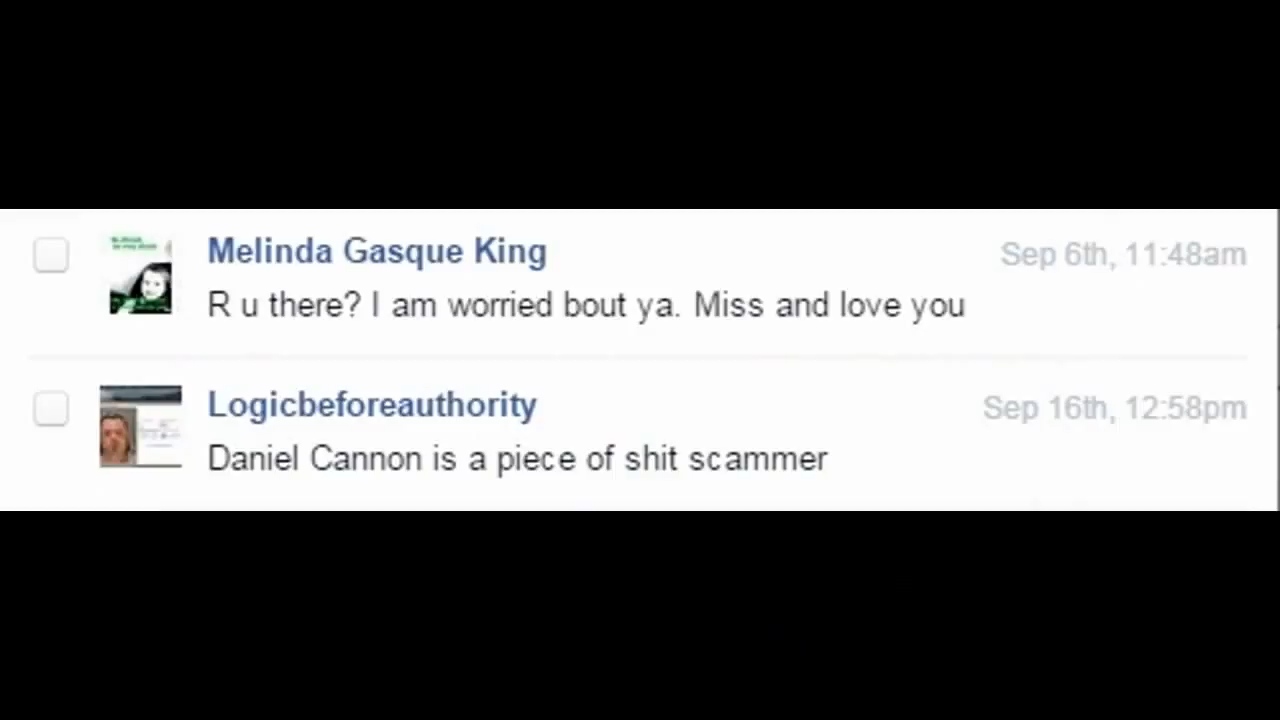 Melinda Gasque King
Sep 6th, 11:48am
R u there? I am worried bout ya. Miss and love you
Logicbeforeauthority
Sep 16th, 12:58pm
Daniel Cannon is a piece of shit scammer